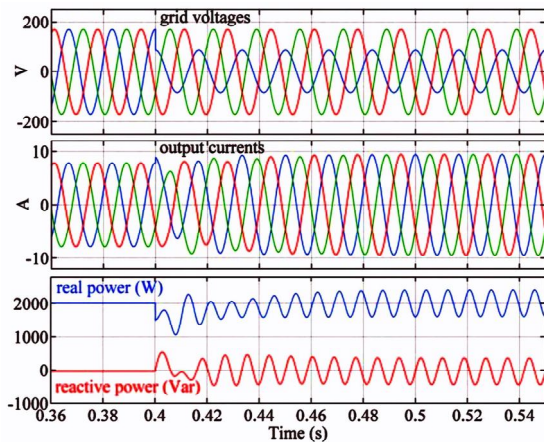 grid voltages
200
0
-200
V
output currents
10
0
-10
A
real power (W)
2000
1000
0
-1000
reactive power (Var)
0.36 0.38 0.4 0.42 0.44 0.46 0.48 0.5 0.52 0.54
Time (s)